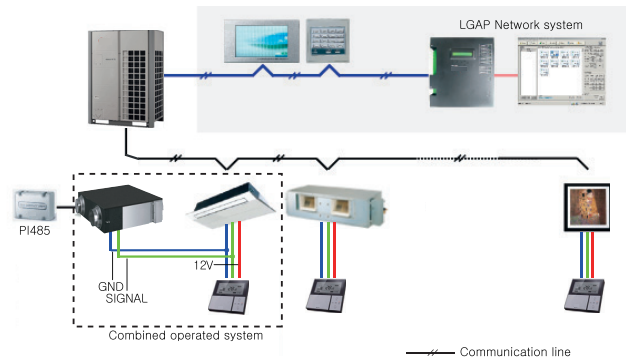 LGAP Network system
PI485
12V
GND
SIGNAL
Combined operated system
Communication line